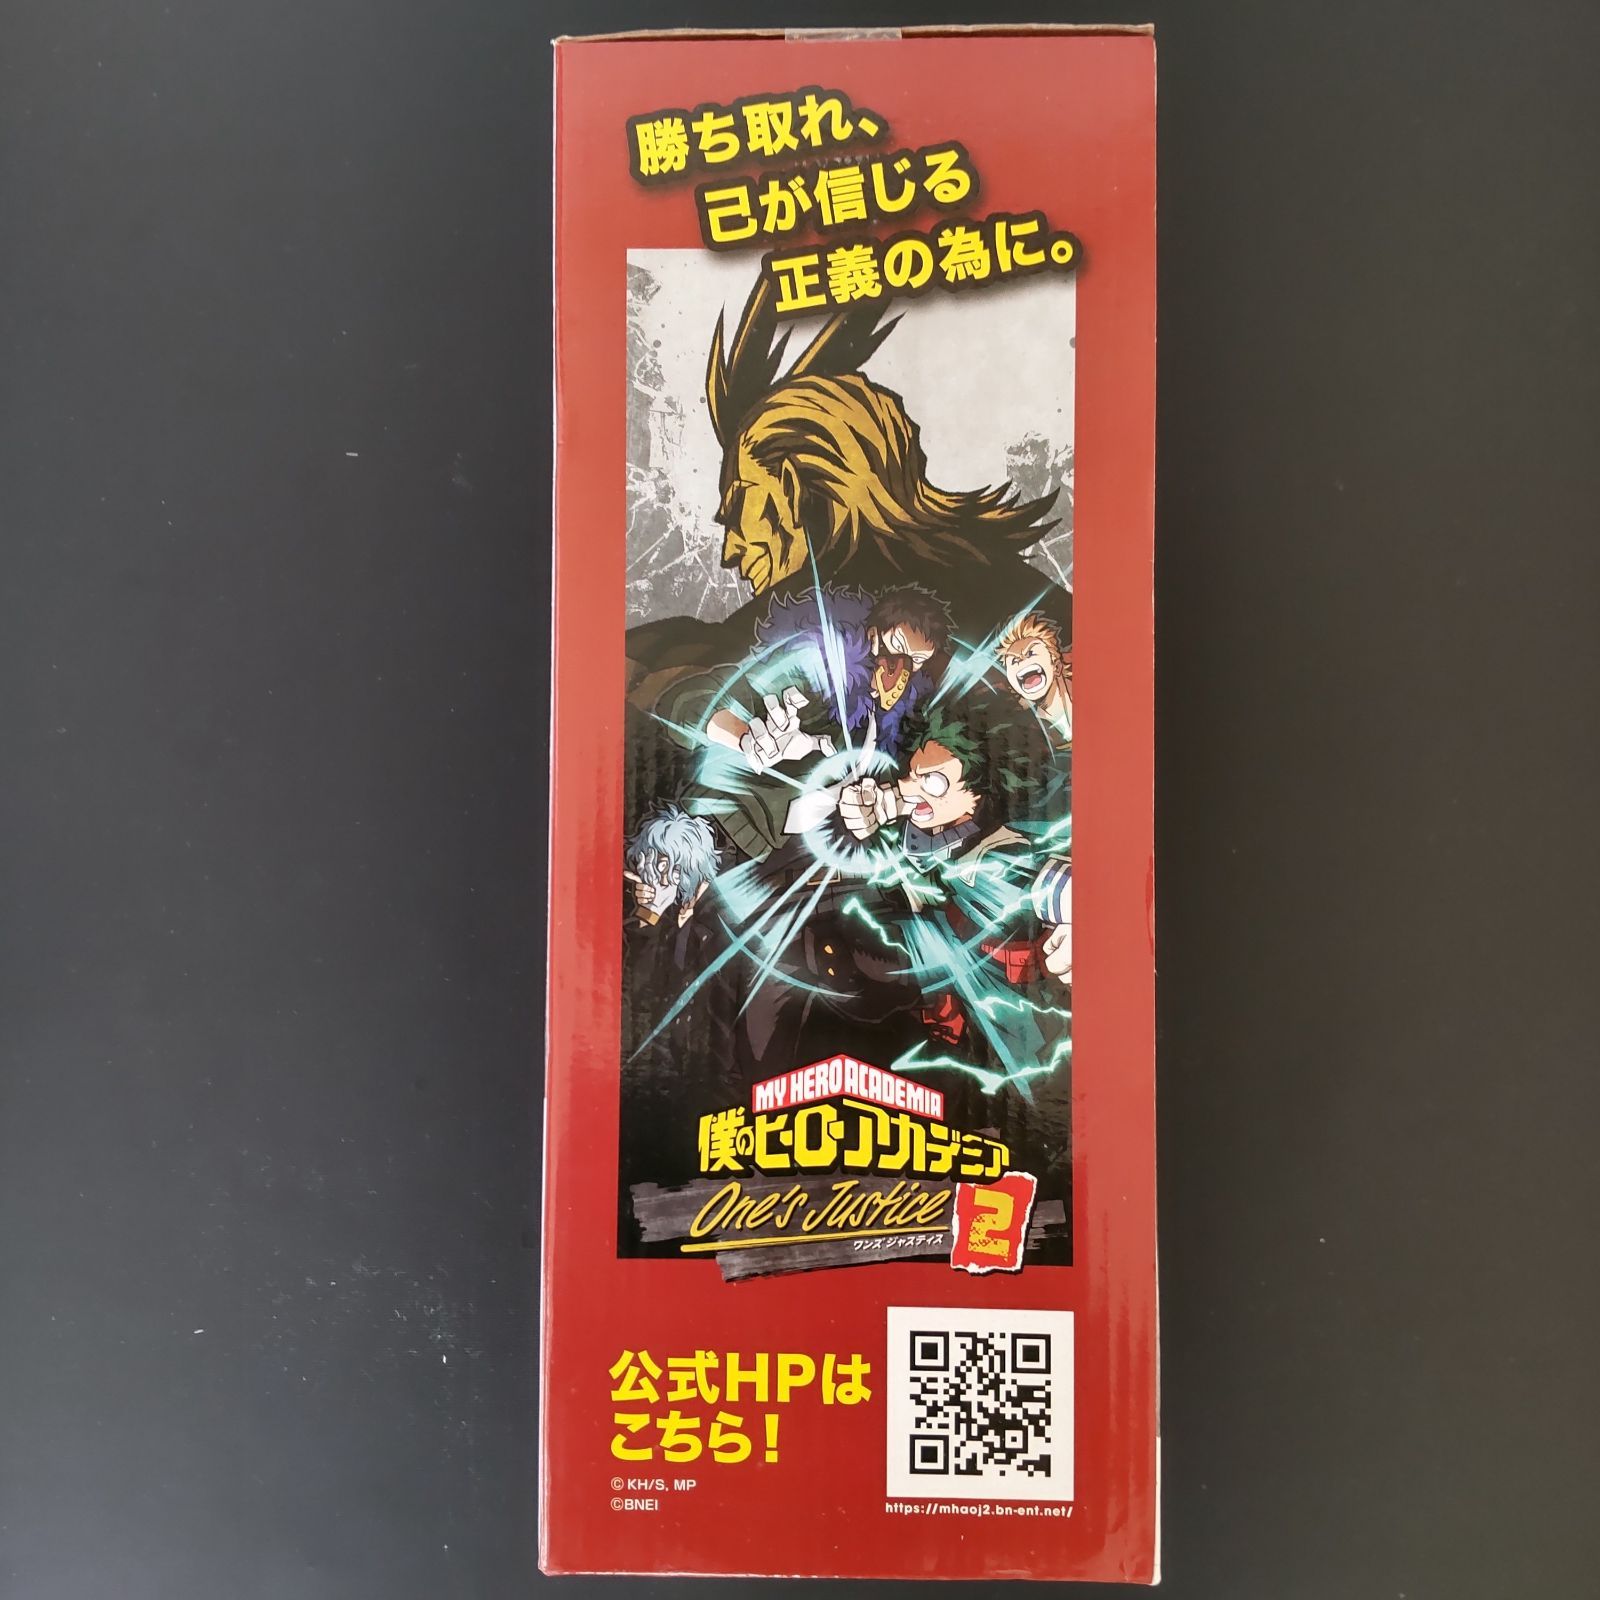 勝ち取れ、
己が信じる
正義の為に。
MY HERO ACADEMIA
僕のヒーローアカデミア
One's Justice 2
ワンズ ジャスティス
公式HPは
こちら!
© KH/S, MP
©BNEI
https://mhaoj2.bn-ent.net/